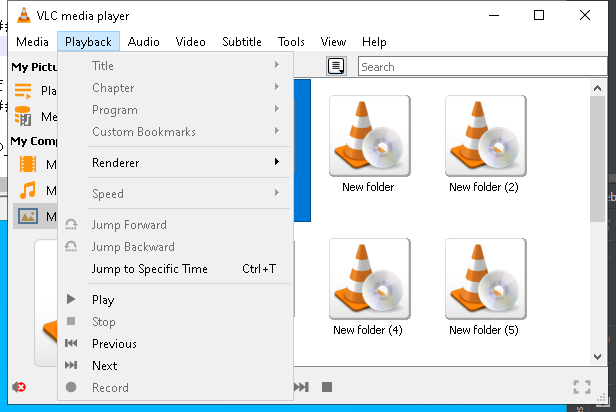 VLC media player
Media Playback Audio Video Subtitle Tools View Help
Search
My Pictu
Pla
Me
My Comp
M
M
M
Title
Chapter
Program
Custom Bookmarks
Renderer
Speed
Jump Forward
Jump Backward
Jump to Specific Time Ctrl+T
Play
Stop
Previous
Next
Record
New folder
New folder (2)
New folder (4)
New folder (5)